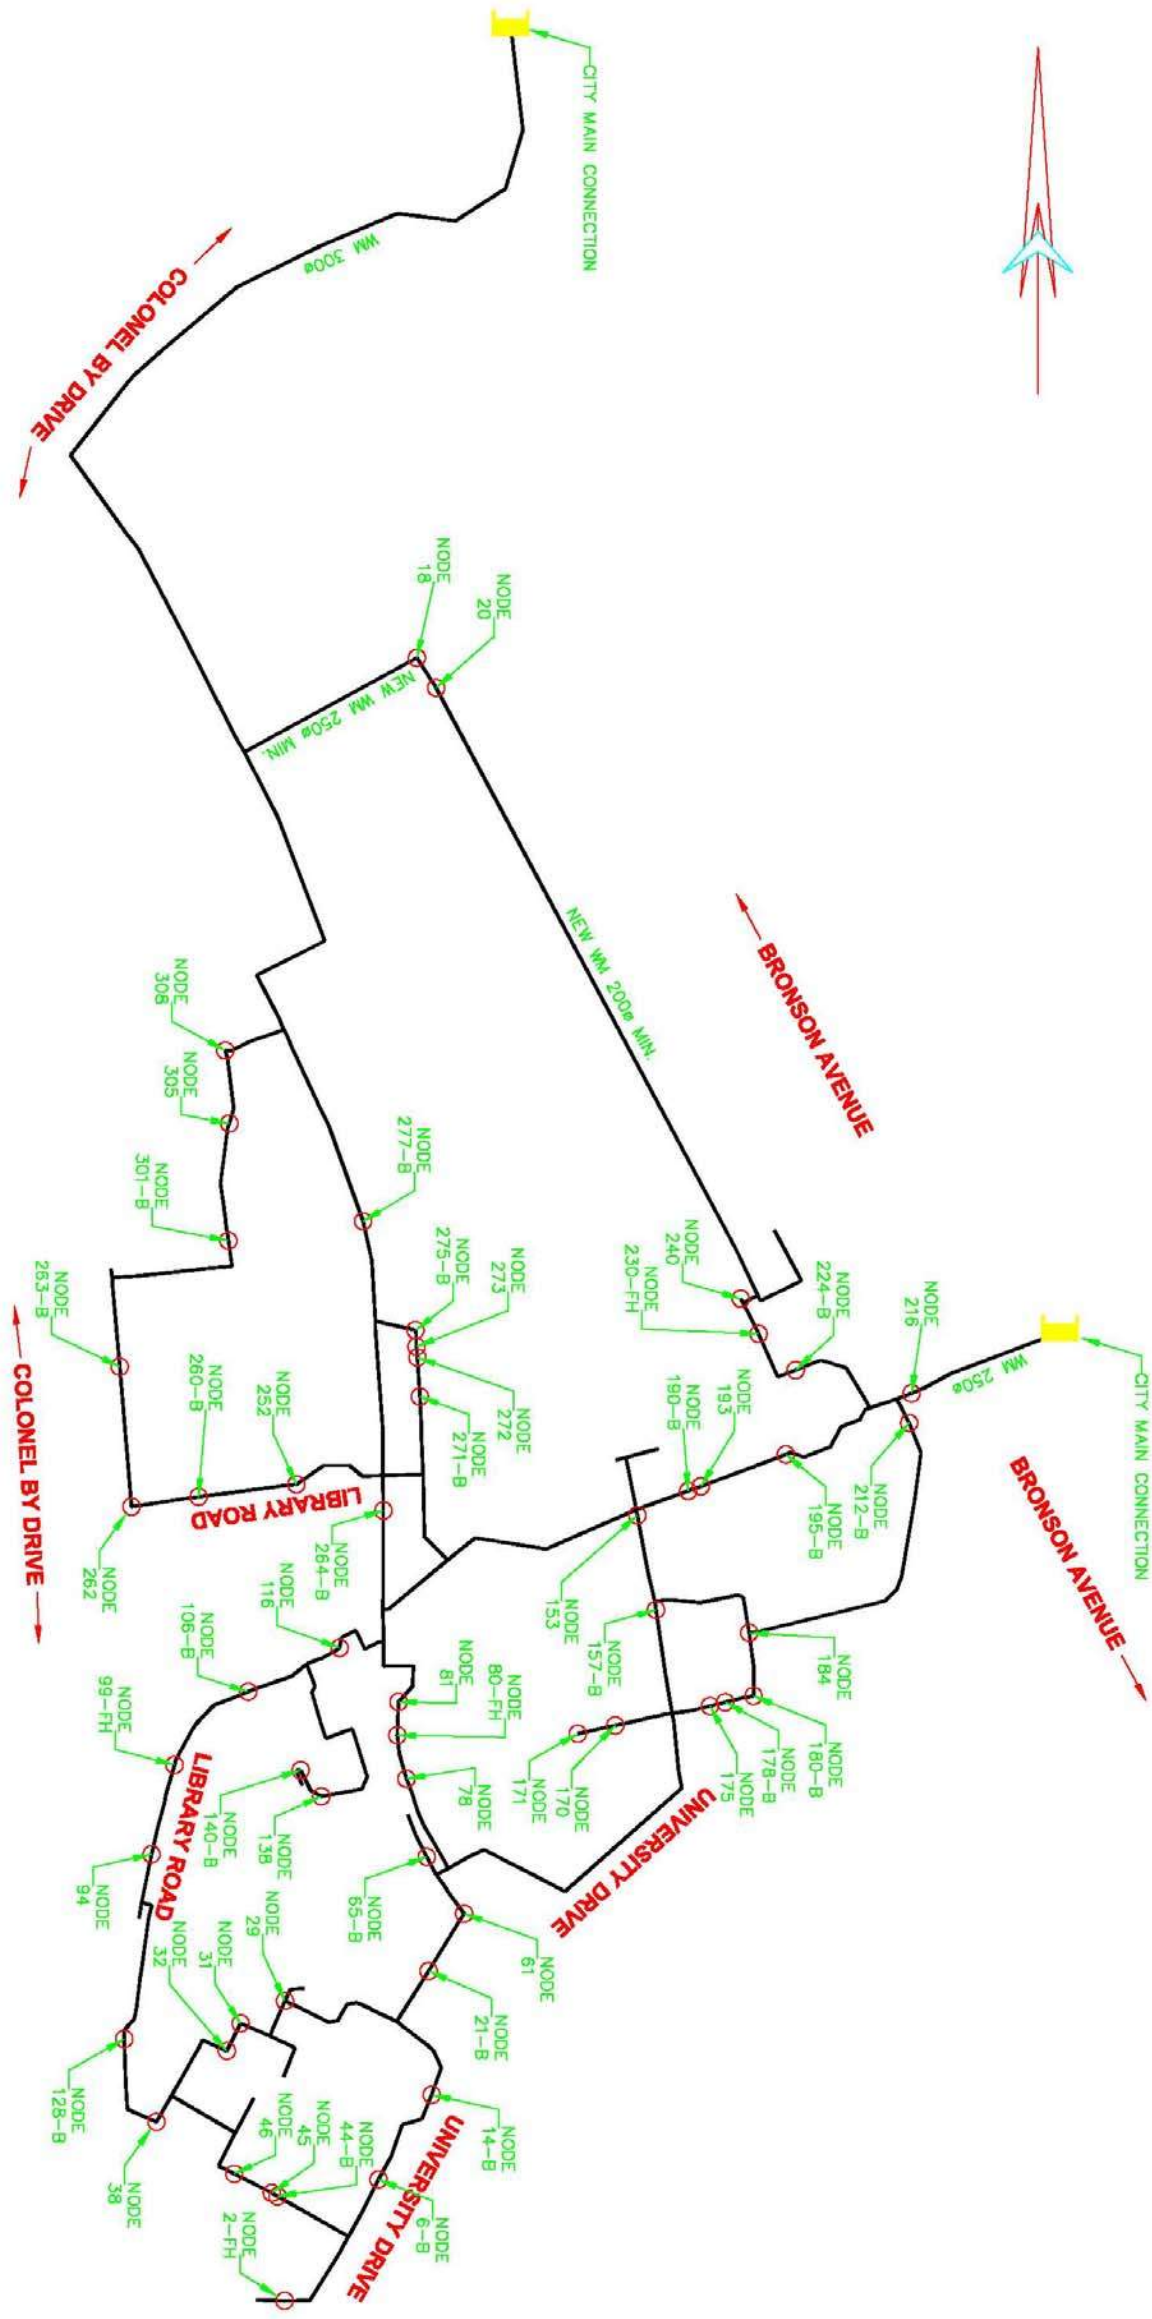 CITY MAIN CONNECTION
WM 300ø
COLONEL BY DRIVE
NODE
18
NODE
20
NEW WM 250ø MIN.
NEW WM 200ø MIN.
BRONSON AVENUE
NODE
308
NODE
305
NODE
301-B
NODE
277-B
NODE
275-B
NODE
273
NODE
272
NODE
271-B
NODE
240
NODE
230-FH
NODE
224-B
NODE
216
CITY MAIN CONNECTION
WM 250ø
BRONSON AVENUE
NODE
212-B
NODE
195-B
NODE
193
NODE
190-B
NODE
263-B
NODE
260-B
NODE
252
LIBRARY ROAD
NODE
262
COLONEL BY DRIVE
NODE
264-B
NODE
153
NODE
157-B
NODE
184
NODE
180-B
NODE
178-B
NODE
175
NODE
170
NODE
171
UNIVERSITY DRIVE
NODE
116
NODE
106-B
NODE
99-FH
NODE
94
LIBRARY ROAD
NODE
81
NODE
80-FH
NODE
78
NODE
138
NODE
140-B
NODE
65-B
NODE
61
NODE
21-B
NODE
29
NODE
31
NODE
32
NODE
128-B
NODE
38
NODE
46
NODE
45
NODE
44-B
NODE
14-B
NODE
6-B
NODE
2-FH
UNIVERSITY DRIVE